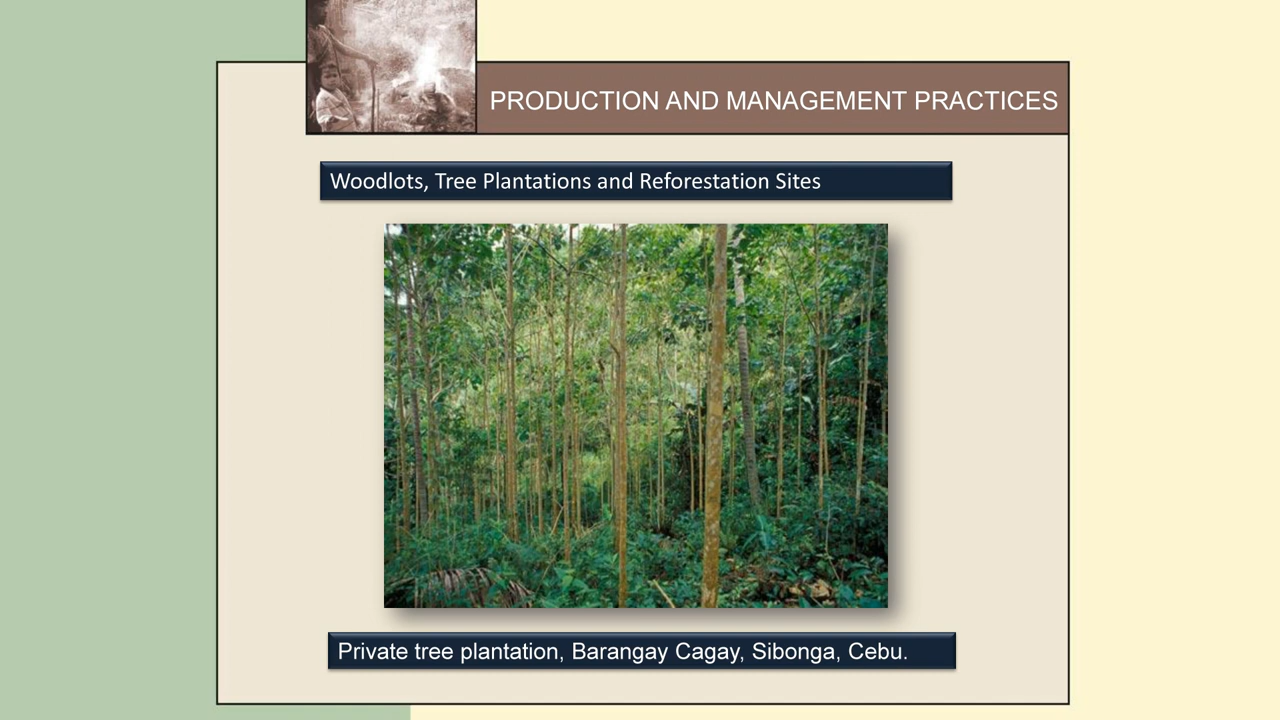 PRODUCTION AND MANAGEMENT PRACTICES
Woodlots, Tree Plantations and Reforestation Sites
Private tree plantation, Barangay Cagay, Sibonga, Cebu.